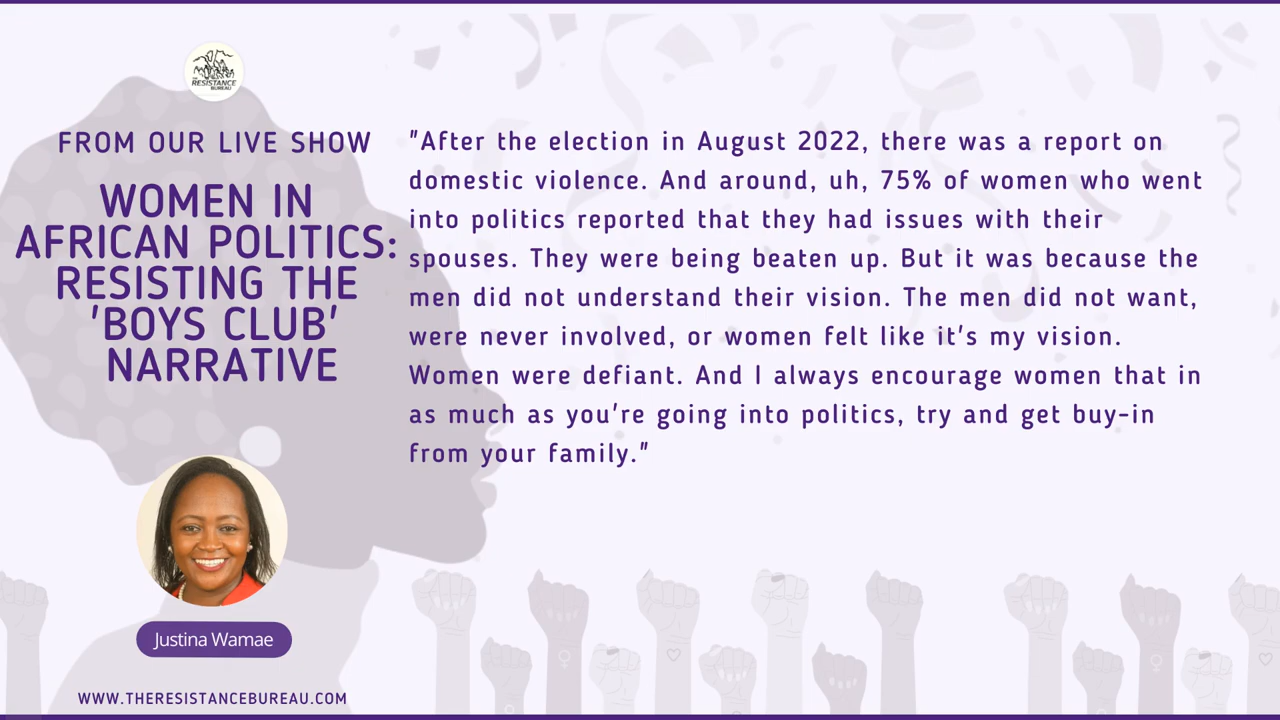 THE
RESISTANCE
BUREAU
FROM OUR LIVE SHOW
WOMEN IN
AFRICAN POLITICS:
RESISTING THE
'BOYS CLUB'
NARRATIVE
"After the election in August 2022, there was a report on
domestic violence. And around, uh, 75% of women who went
into politics reported that they had issues with their
spouses. They were being beaten up. But it was because the
men did not understand their vision. The men did not want,
were never involved, or women felt like it's my vision.
Women were defiant. And I always encourage women that in
as much as you're going into politics, try and get buy-in
from your family."
Justina Wamae
WWW.THERESISTANCEBUREAU.COM